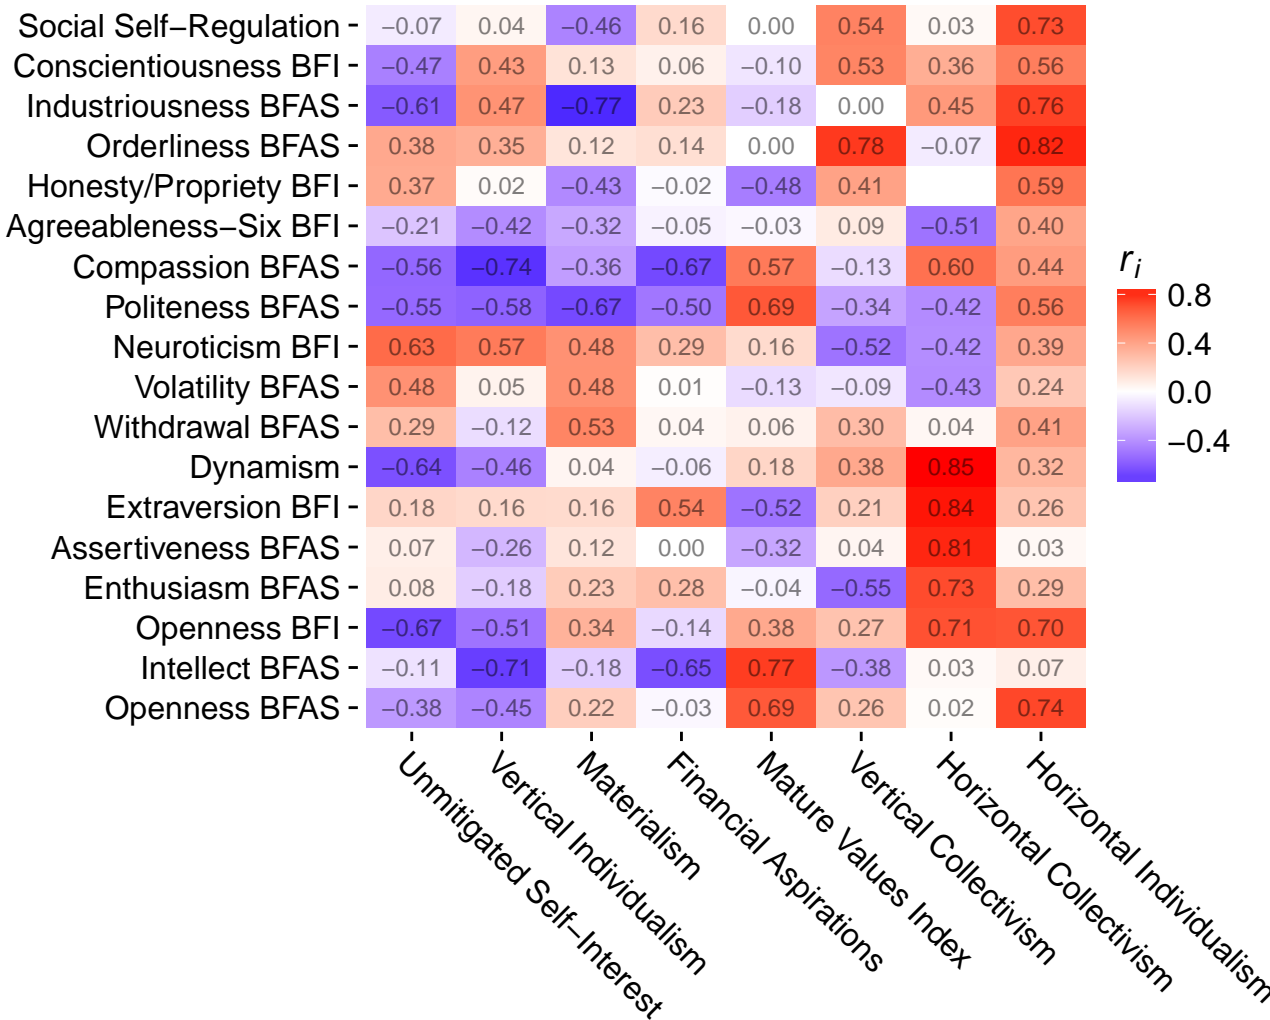 Social Self−Regulation −0.07 0.04 −0.46 0.16 0.00 0.54 0.03 0.73
Conscientiousness BFI −0.47 0.43 0.13 0.06 −0.10 0.53 0.36 0.56
Industriousness BFAS −0.61 0.47 −0.77 0.23 −0.18 0.00 0.45 0.76
Orderliness BFAS 0.38 0.35 0.12 0.14 0.00 0.78 −0.07 0.82
Honesty/Propriety BFI 0.37 0.02 −0.43 −0.02 −0.48 0.41 0.59
Agreeableness−Six BFI −0.21 −0.42 −0.32 −0.05 −0.03 0.09 −0.51 0.40
Compassion BFAS −0.56 −0.74 −0.36 −0.67 0.57 −0.13 0.60 0.44
Politeness BFAS −0.55 −0.58 −0.67 −0.50 0.69 −0.34 −0.42 0.56
Neuroticism BFI 0.63 0.57 0.48 0.29 0.16 −0.52 −0.42 0.39
Volatility BFAS 0.48 0.05 0.48 0.01 −0.13 −0.09 −0.43 0.24
Withdrawal BFAS 0.29 −0.12 0.53 0.04 0.06 0.30 0.04 0.41
Dynamism −0.64 −0.46 0.04 −0.06 0.18 0.38 0.85 0.32
Extraversion BFI 0.18 0.16 0.16 0.54 −0.52 0.21 0.84 0.26
Assertiveness BFAS 0.07 −0.26 0.12 0.00 −0.32 0.04 0.81 0.03
Enthusiasm BFAS 0.08 −0.18 0.23 0.28 −0.04 −0.55 0.73 0.29
Openness BFI −0.67 −0.51 0.34 −0.14 0.38 0.27 0.71 0.70
Intellect BFAS −0.11 −0.71 −0.18 −0.65 0.77 −0.38 0.03 0.07
Openness BFAS −0.38 −0.45 0.22 −0.03 0.69 0.26 0.02 0.74
Unmitigated Self−Interest
Vertical Individualism
Materialism
Financial Aspirations
Mature Values Index
Vertical Collectivism
Horizontal Collectivism
Horizontal Individualism
r i
0.8
0.4
0.0
−0.4